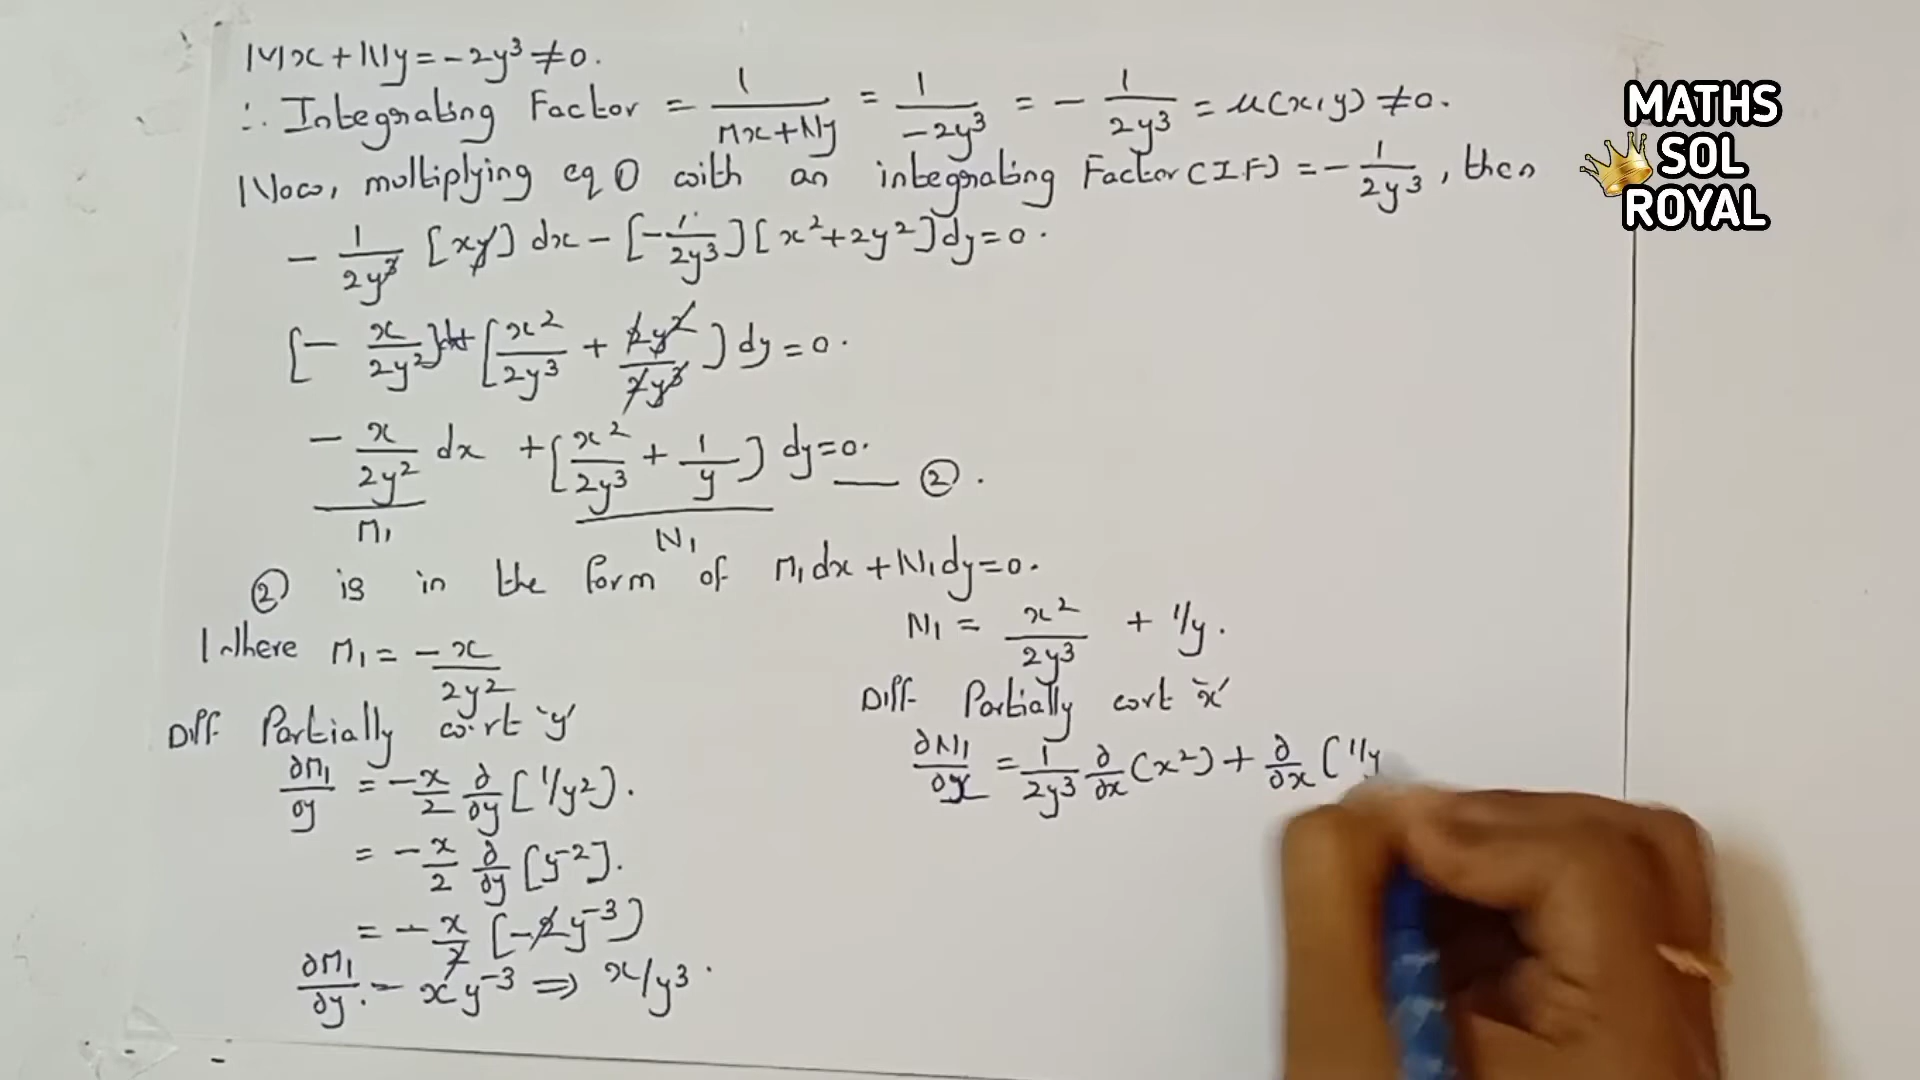 Mx + Ny = -2y³ ≠ 0.
∴ Integrating Factor = 1/(Mx+Ny) = 1/(-2y³) = - 1/(2y³) = μ(x,y) ≠ 0.
Now, multiplying eq ① with an integrating Factor (I.F) = - 1/(2y³), then
- 1/(2y³) [xy] dx - [-1/(2y³)] [x²+2y²] dy = 0.
[- x/(2y²)] dx + [x²/(2y³) + 2y²/(2y³)] dy = 0.
- x/(2y²) dx + [x²/(2y³) + 1/y] dy = 0. — ②.
M₁ N₁
② is in the form of M₁dx + N₁dy = 0.
Where M₁ = -x/(2y²)
Diff Partially w.r.t 'y'
∂M₁/∂y = -x/2 ∂/∂y [1/y²].
= -x/2 ∂/∂y [y⁻²].
= -x/2 [-2y⁻³]
∂M₁/∂y = xy⁻³ ⇒ x/y³.
N₁ = x²/(2y³) + 1/y.
Diff Partially w.r.t 'x'
∂N₁/∂x = 1/(2y³) ∂/∂x (x²) + ∂/∂x [1/y
MATHS
SOL
ROYAL